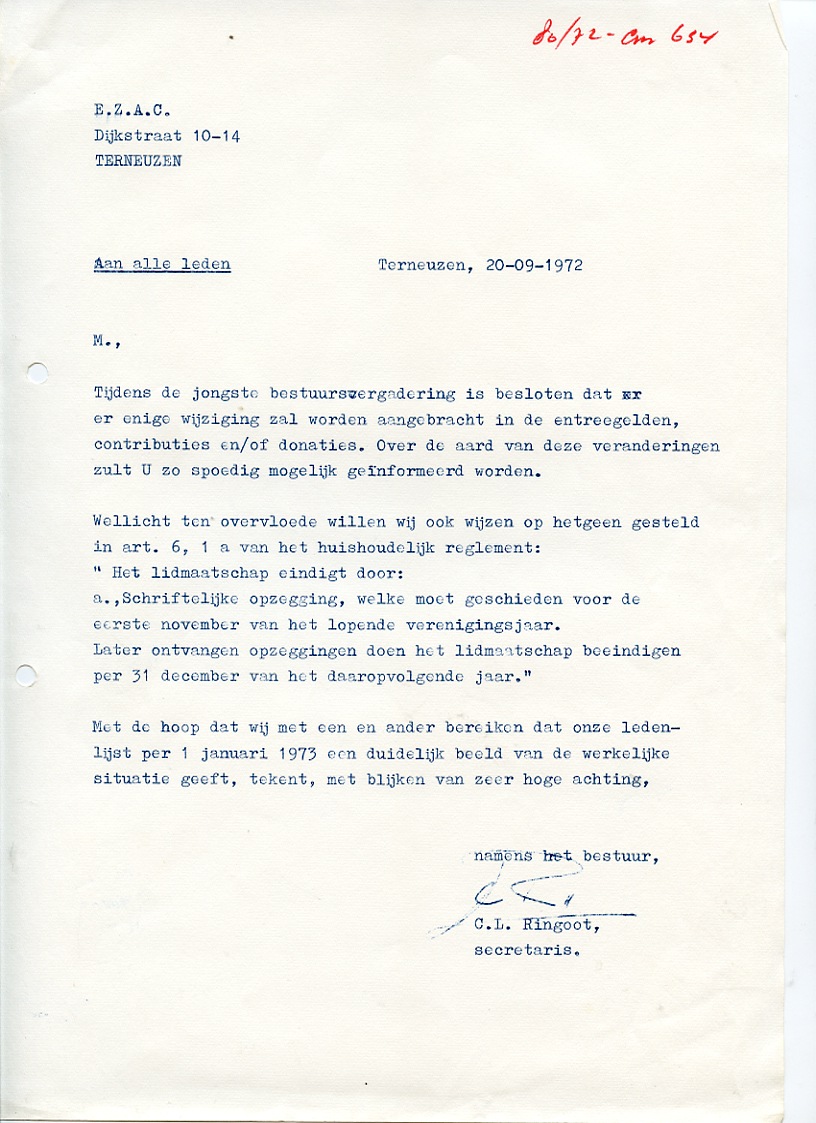 80/72 - Cm 654
E.Z.A.C.
Dijkstraat 10-14
TERNEUZEN
Aan alle leden
Terneuzen, 20-09-1972
M.,
Tijdens de jongste bestuursvergadering is besloten dat xr
er enige wijziging zal worden aangebracht in de entreegelden,
contributies en/of donaties. Over de aard van deze veranderingen
zult U zo spoedig mogelijk geïnformeerd worden.
Wellicht ten overvloede willen wij ook wijzen op hetgeen gesteld
in art. 6, 1 a van het huishoudelijk reglement:
" Het lidmaatschap eindigt door:
a.,Schriftelijke opzegging, welke moet geschieden voor de
eerste november van het lopende verenigingsjaar.
Later ontvangen opzeggingen doen het lidmaatschap beeindigen
per 31 december van het daaropvolgende jaar."
Met de hoop dat wij met een en ander bereiken dat onze leden-
lijst per 1 januari 1973 een duidelijk beeld van de werkelijke
situatie geeft, tekent, met blijken van zeer hoge achting,
namens het bestuur,
C.L. Ringoot,
secretaris.